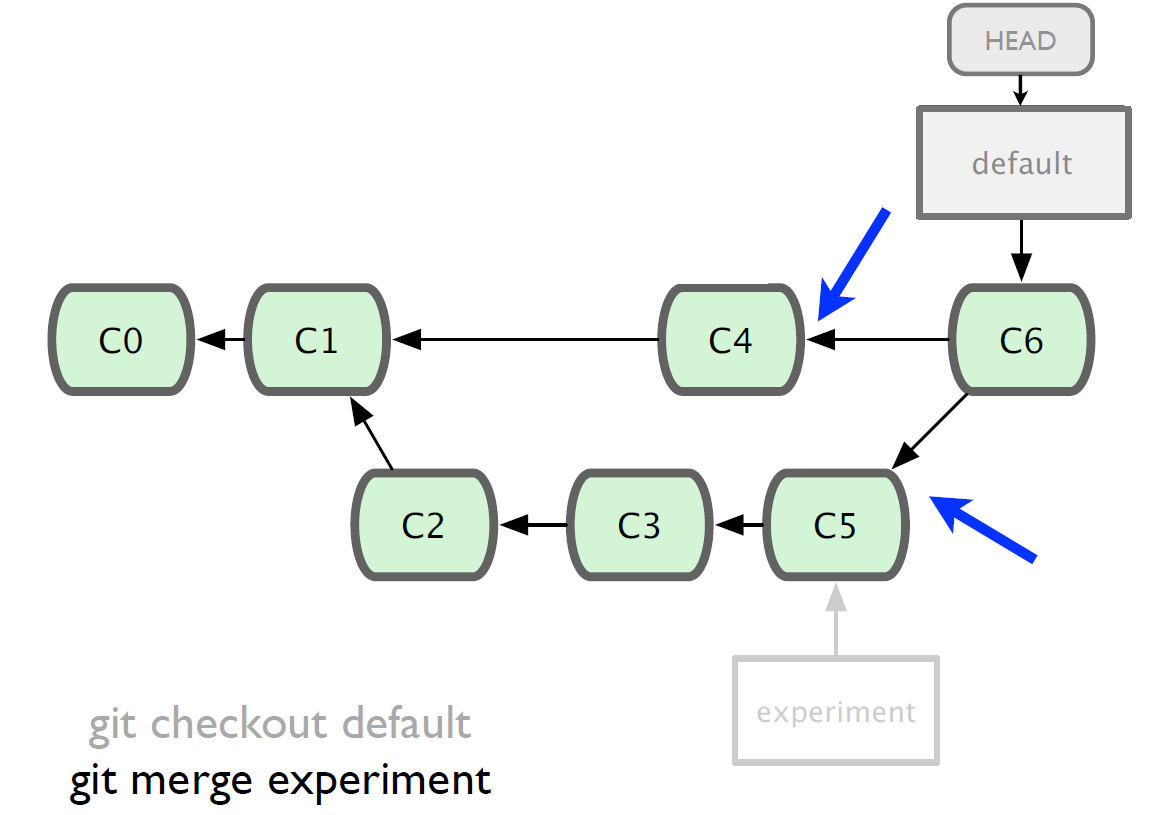 HEAD
default
C0
C1
C4
C6
C2
C3
C5
experiment
git checkout default
git merge experiment